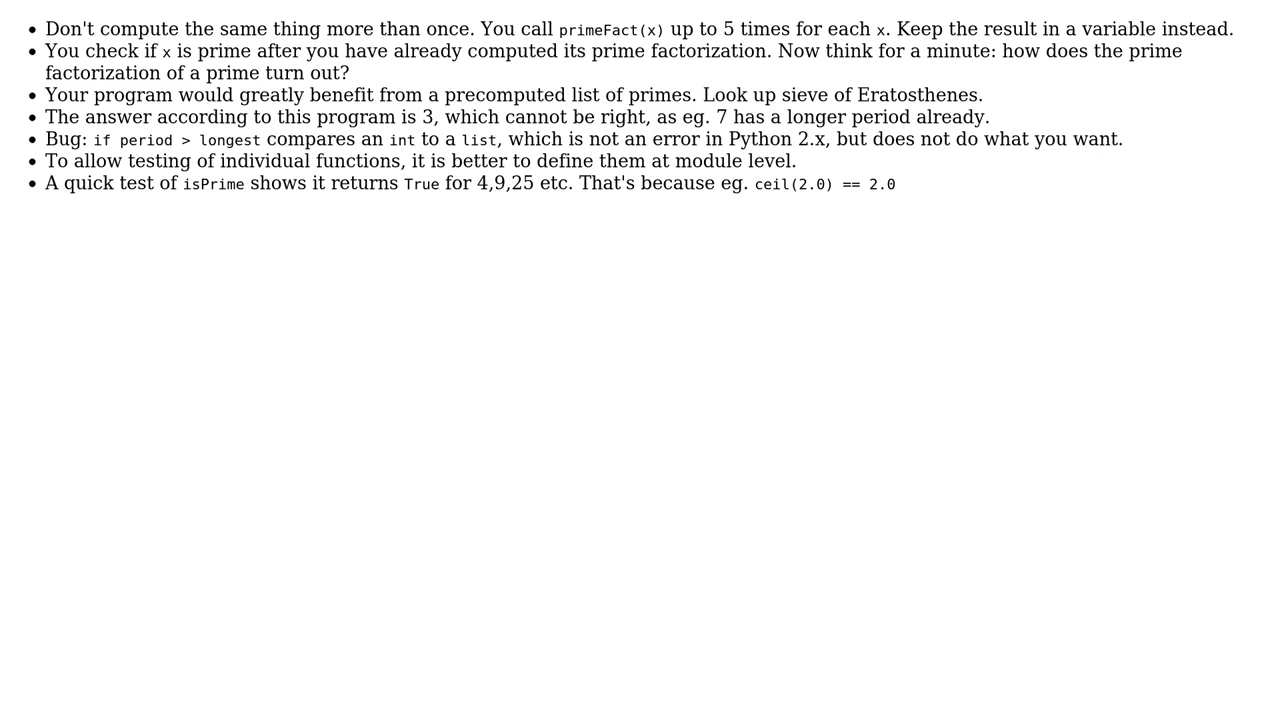 • Don't compute the same thing more than once. You call primeFact(x) up to 5 times for each x. Keep the result in a variable instead.
• You check if x is prime after you have already computed its prime factorization. Now think for a minute: how does the prime
factorization of a prime turn out?
• Your program would greatly benefit from a precomputed list of primes. Look up sieve of Eratosthenes.
• The answer according to this program is 3, which cannot be right, as eg. 7 has a longer period already.
• Bug: if period > longest compares an int to a list, which is not an error in Python 2.x, but does not do what you want.
• To allow testing of individual functions, it is better to define them at module level.
• A quick test of isPrime shows it returns True for 4,9,25 etc. That's because eg. ceil(2.0) == 2.0